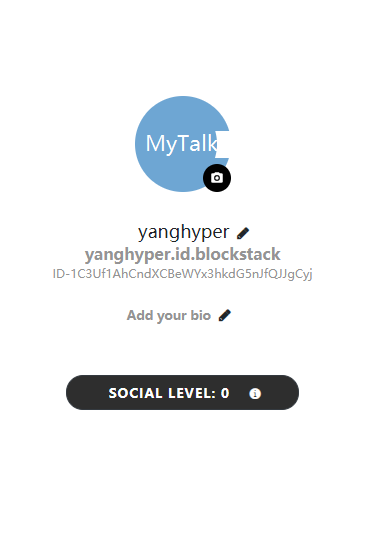 MyTalk
yanghyper
yanghyper.id.blockstack
ID-1C3Uf1AhCndXCBeWYx3hkdG5nJfQJJgCyj
Add your bio
SOCIAL LEVEL: 0